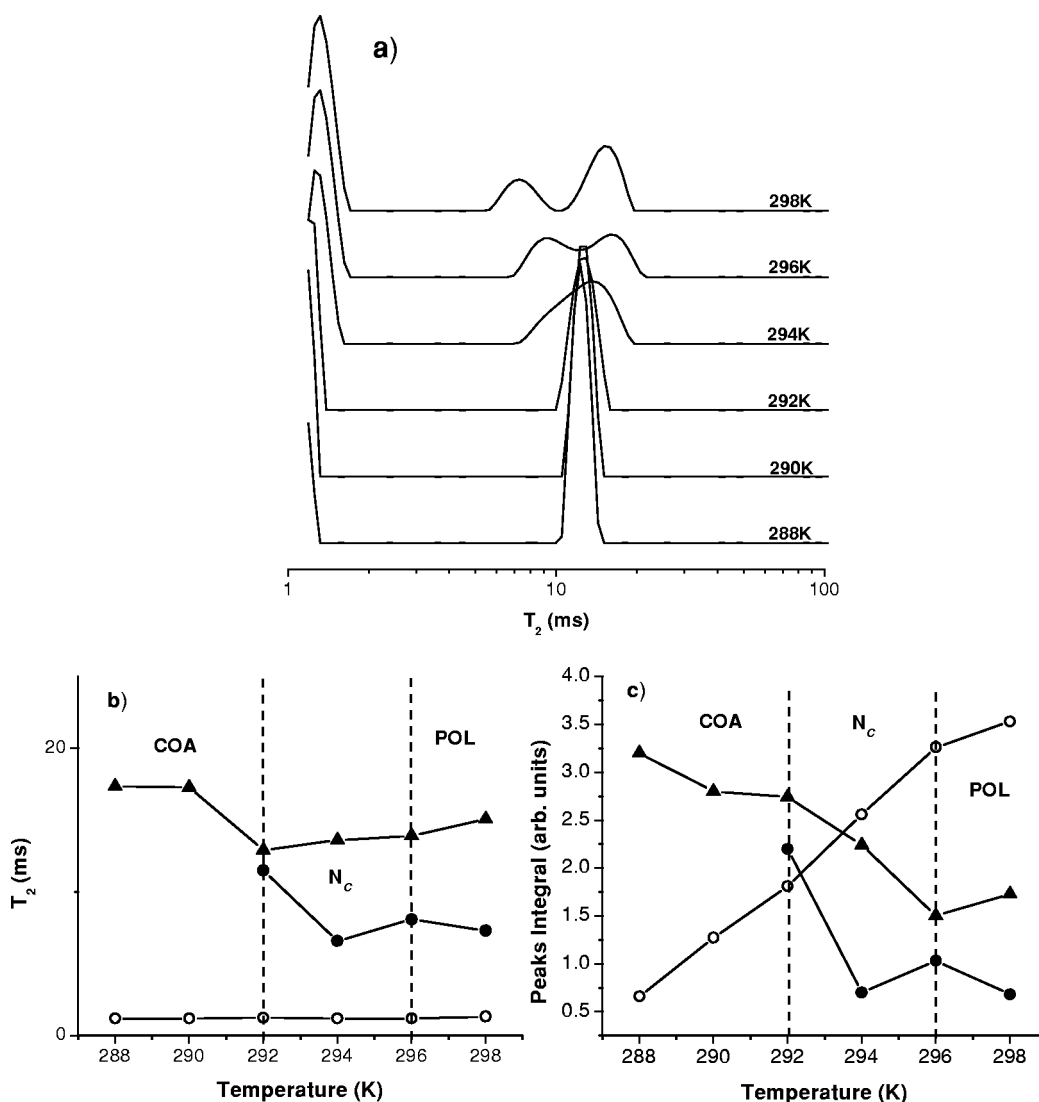 a)
298K
296K
294K
292K
290K
288K
1 10 100
T2 (ms)
b)
COA
POL
Nc
20
0
T2 (ms)
288 290 292 294 296 298
Temperature (K)
c)
COA
Nc
POL
4.0
3.5
3.0
2.5
2.0
1.5
1.0
0.5
Peaks Integral (arb. units)
288 290 292 294 296 298
Temperature (K)